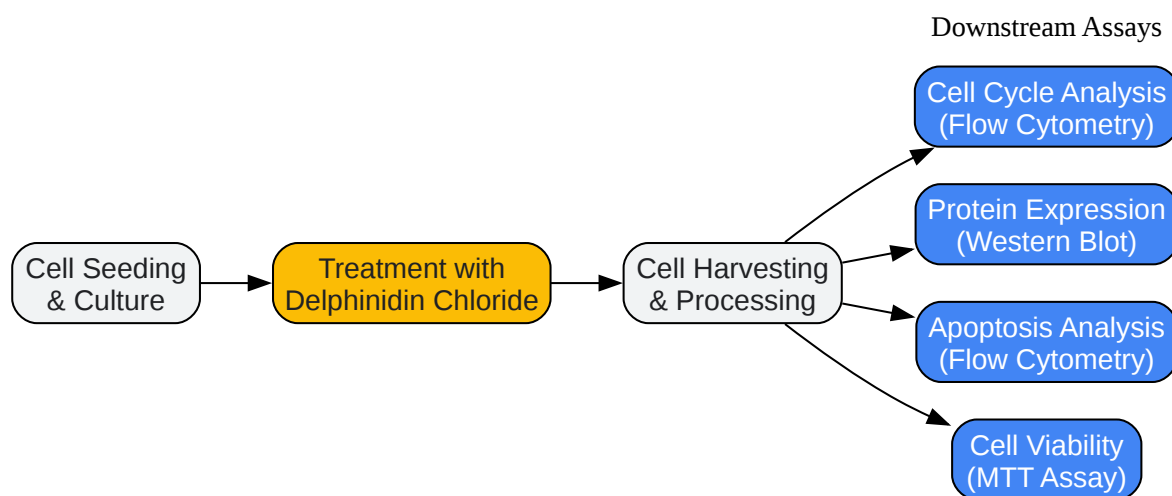 Downstream Assays
Cell Cycle Analysis
(Flow Cytometry)
Protein Expression
(Western Blot)
Cell Seeding
& Culture
Treatment with
Delphinidin Chloride
Cell Harvesting
& Processing
Apoptosis Analysis
(Flow Cytometry)
Cell Viability
(MTT Assay)